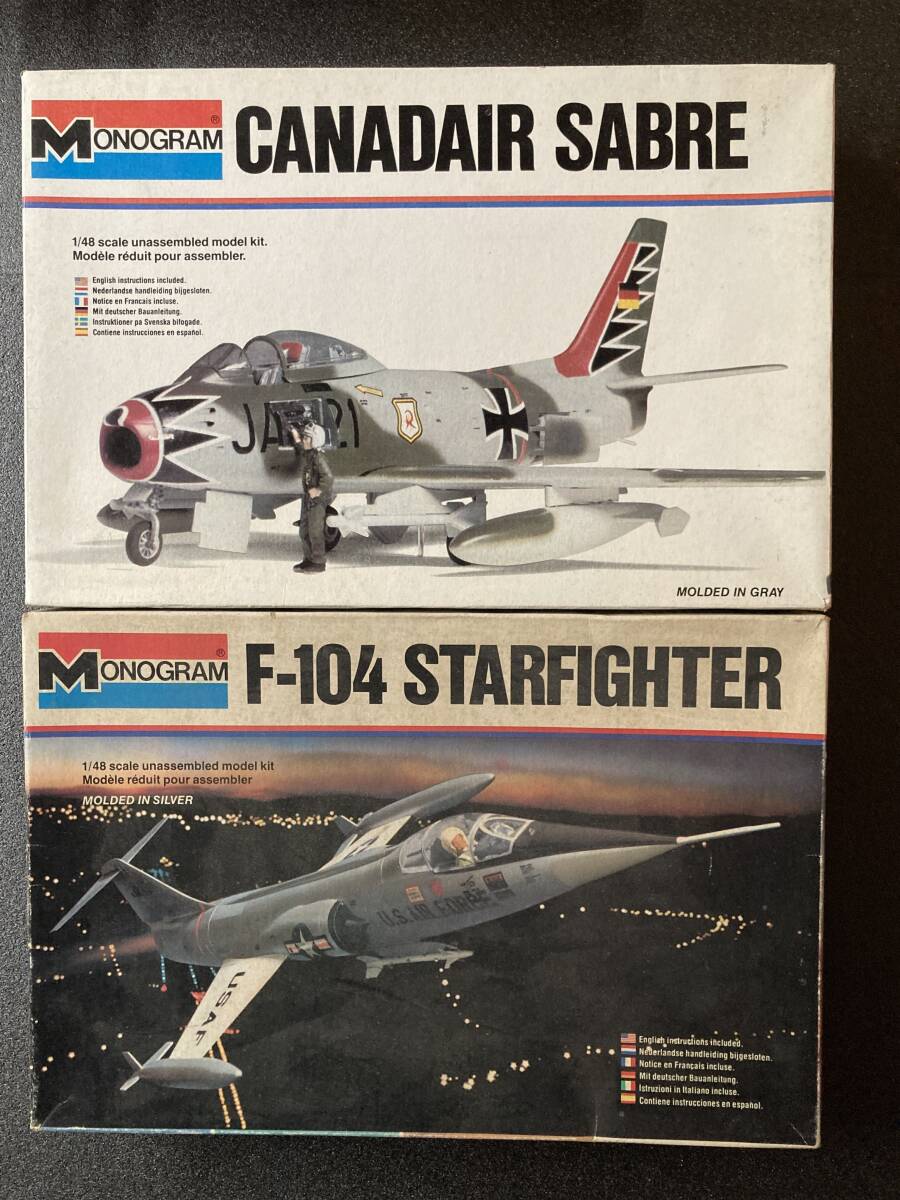 MONOGRAM®
CANADAIR SABRE
1/48 scale unassembled model kit.
Modèle réduit pour assembler.
English instructions included.
Nederlandse handleiding bijgesloten.
Notice en Francais incluse.
Mit deutscher Bauanleitung.
Instruktioner pa Svenska bifogade.
Contiene instrucciones en español.
JA
21
MOLDED IN GRAY
MONOGRAM®
F-104 STARFIGHTER
1/48 scale unassembled model kit
Modèle réduit pour assembler
MOLDED IN SILVER
U.S. AIR FORCE
USAF
English instructions included.
Nederlandse handleiding bijgesloten.
Notice en Français incluse.
Mit deutscher Bauanleitung.
Istruzioni in Italiano incluse.
Contiene instrucciones en español.